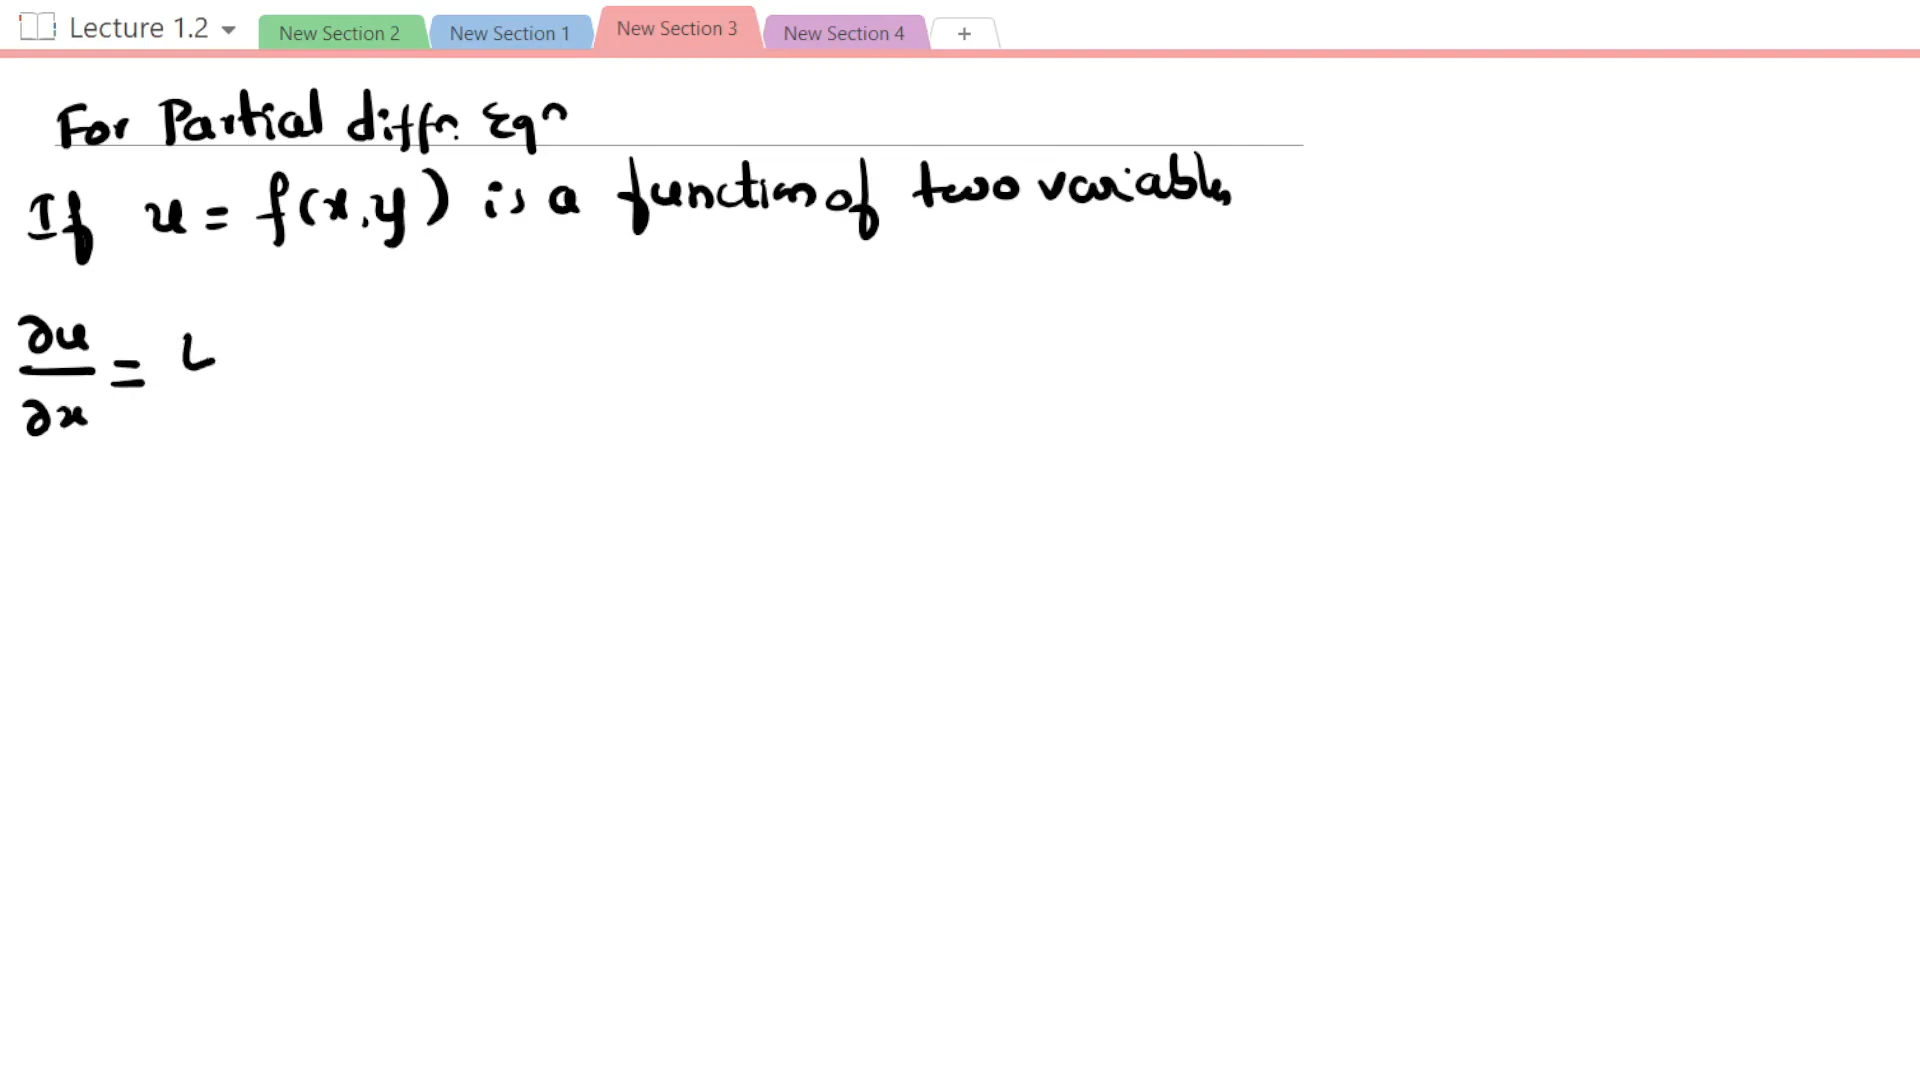 Lecture 1.2 New Section 2 New Section 1 New Section 3 New Section 4 +
For Partial diffn. Eqn
If u = f(x,y) is a function of two variables
∂u/∂x = L